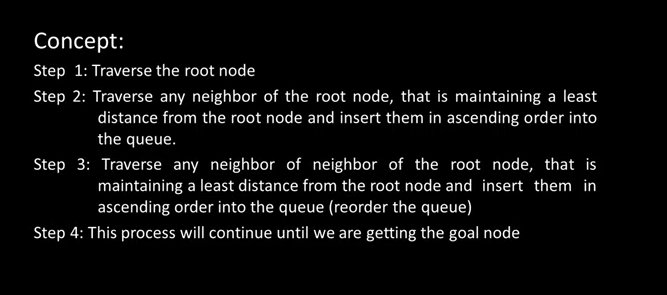 Concept:
Step 1: Traverse the root node
Step 2: Traverse any neighbor of the root node, that is maintaining a least
distance from the root node and insert them in ascending order into
the queue.
Step 3: Traverse any neighbor of neighbor of the root node, that is
maintaining a least distance from the root node and insert them in
ascending order into the queue (reorder the queue)
Step 4: This process will continue until we are getting the goal node